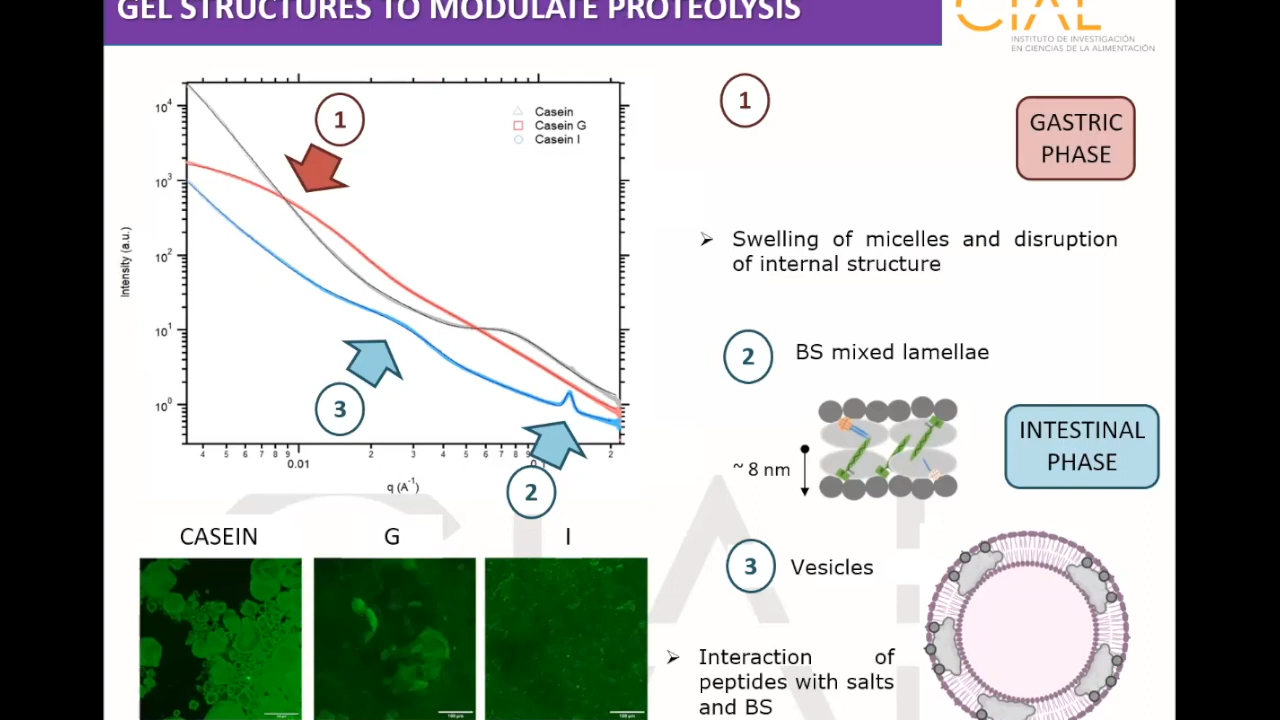 GEL STRUCTURES TO MODULATE PROTEOLYSIS
CIAL
INSTITUTO DE INVESTIGACIÓN
EN CIENCIAS DE LA ALIMENTACIÓN
10^4
10^3
10^2
10^1
10^0
Intensity (a.u.)
4 5 6 7 8 9 0.01 2 3 4 5 6 7 8 9 0.1 2
q (A^-1)
Casein
Casein G
Casein I
1
3
2
CASEIN
G
I
1
GASTRIC
PHASE
➢ Swelling of micelles and disruption
of internal structure
2
BS mixed lamellae
~ 8 nm
INTESTINAL
PHASE
3
Vesicles
➢ Interaction of
peptides with salts
and BS